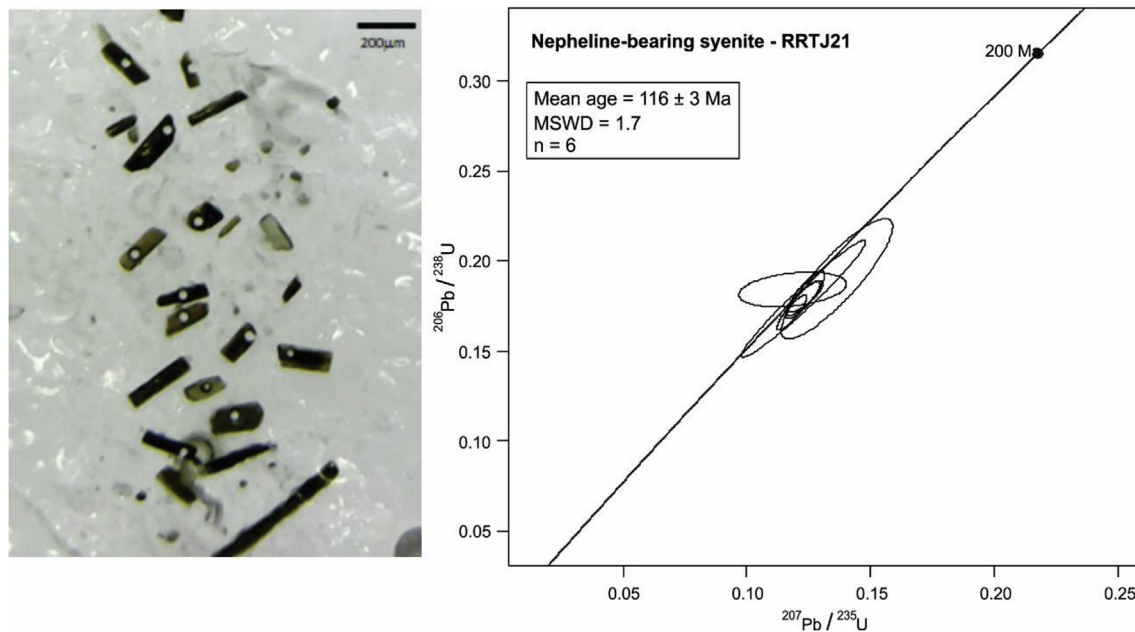 200µm
Nepheline-bearing syenite - RRTJ21
Mean age = 116 ± 3 Ma
MSWD = 1.7
n = 6
200 Ma
0.30
0.25
0.20
0.15
0.10
0.05
206Pb / 238U
0.05 0.10 0.15 0.20 0.25
207Pb / 235U